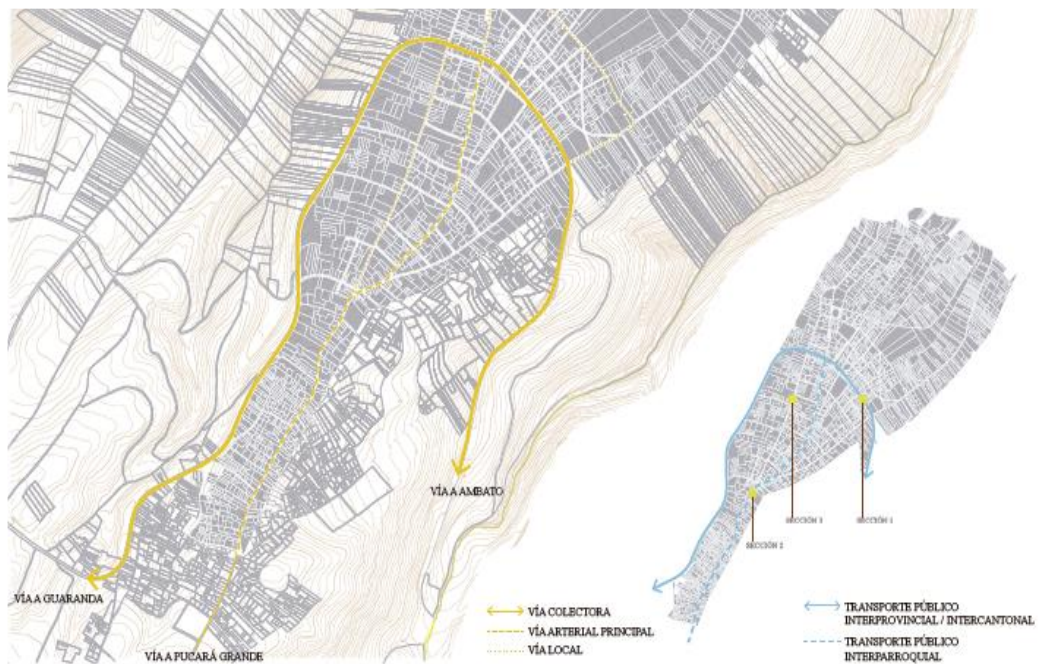 VÍA A AMBATO
VÍA A GUARANDA
VÍA A PUCARÁ GRANDE
SECCIÓN 3
SECCIÓN 1
SECCIÓN 2
VÍA COLECTORA
VÍA ARTERIAL PRINCIPAL
VÍA LOCAL
TRANSPORTE PÚBLICO
INTERPROVINCIAL / INTERCANTONAL
TRANSPORTE PÚBLICO
INTERPARROQUIAL